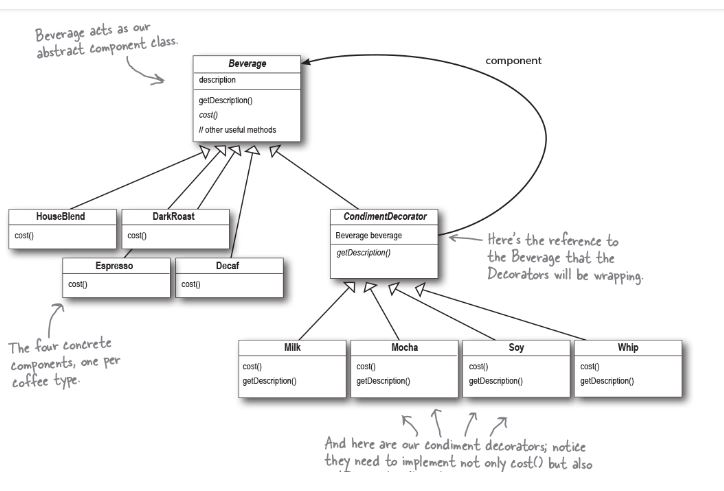 Beverage acts as our
abstract component class.
component
Beverage
description
getDescription()
cost()
// other useful methods
HouseBlend
cost()
DarkRoast
cost()
CondimentDecorator
Beverage beverage
getDescription()
Here's the reference to
the Beverage that the
Decorators will be wrapping.
Espresso
cost()
Decaf
cost()
The four concrete
components, one per
coffee type.
Milk
cost()
getDescription()
Mocha
cost()
getDescription()
Soy
cost()
getDescription()
Whip
cost()
getDescription()
And here are our condiment decorators; notice
they need to implement not only cost() but also